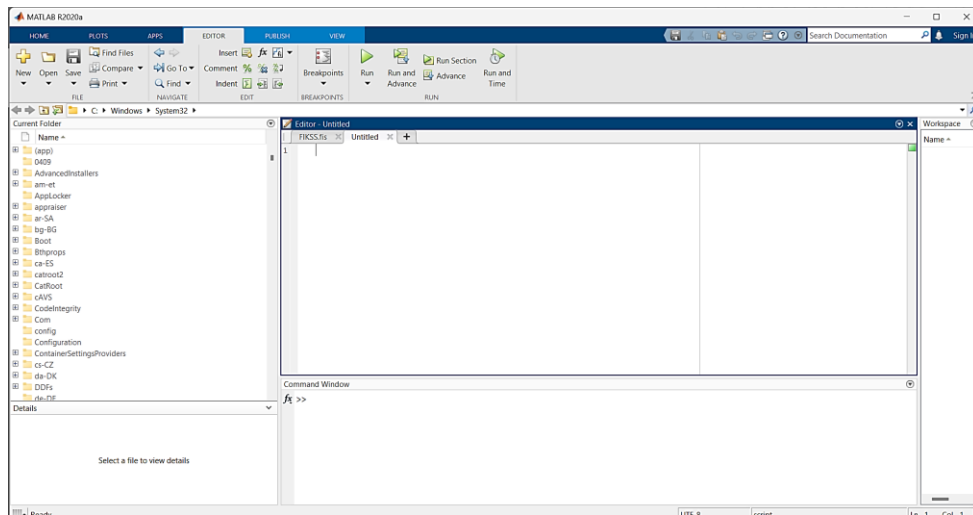 MATLAB R2020a
HOME PLOTS APPS EDITOR PUBLISH VIEW Search Documentation Sign In
New Open Save Find Files Compare Print Go To Find Insert fx Comment Indent Breakpoints Run Run and Advance Run Section Advance Run and Time
FILE NAVIGATE EDIT BREAKPOINTS RUN
C: Windows System32
Current Folder
Name
(app)
0409
AdvancedInstallers
am-et
AppLocker
appraiser
ar-SA
bg-BG
Boot
Bthprops
ca-ES
catroot2
CatRoot
cAVS
CodeIntegrity
Com
config
Configuration
ContainerSettingsProviders
cs-CZ
da-DK
DDFs
de-DE
Details
Select a file to view details
Editor - Untitled
FIKSS.fis Untitled +
1
Command Window
fx >>
Workspace
Name
Ready UTF-8 script Ln 1 Col 1